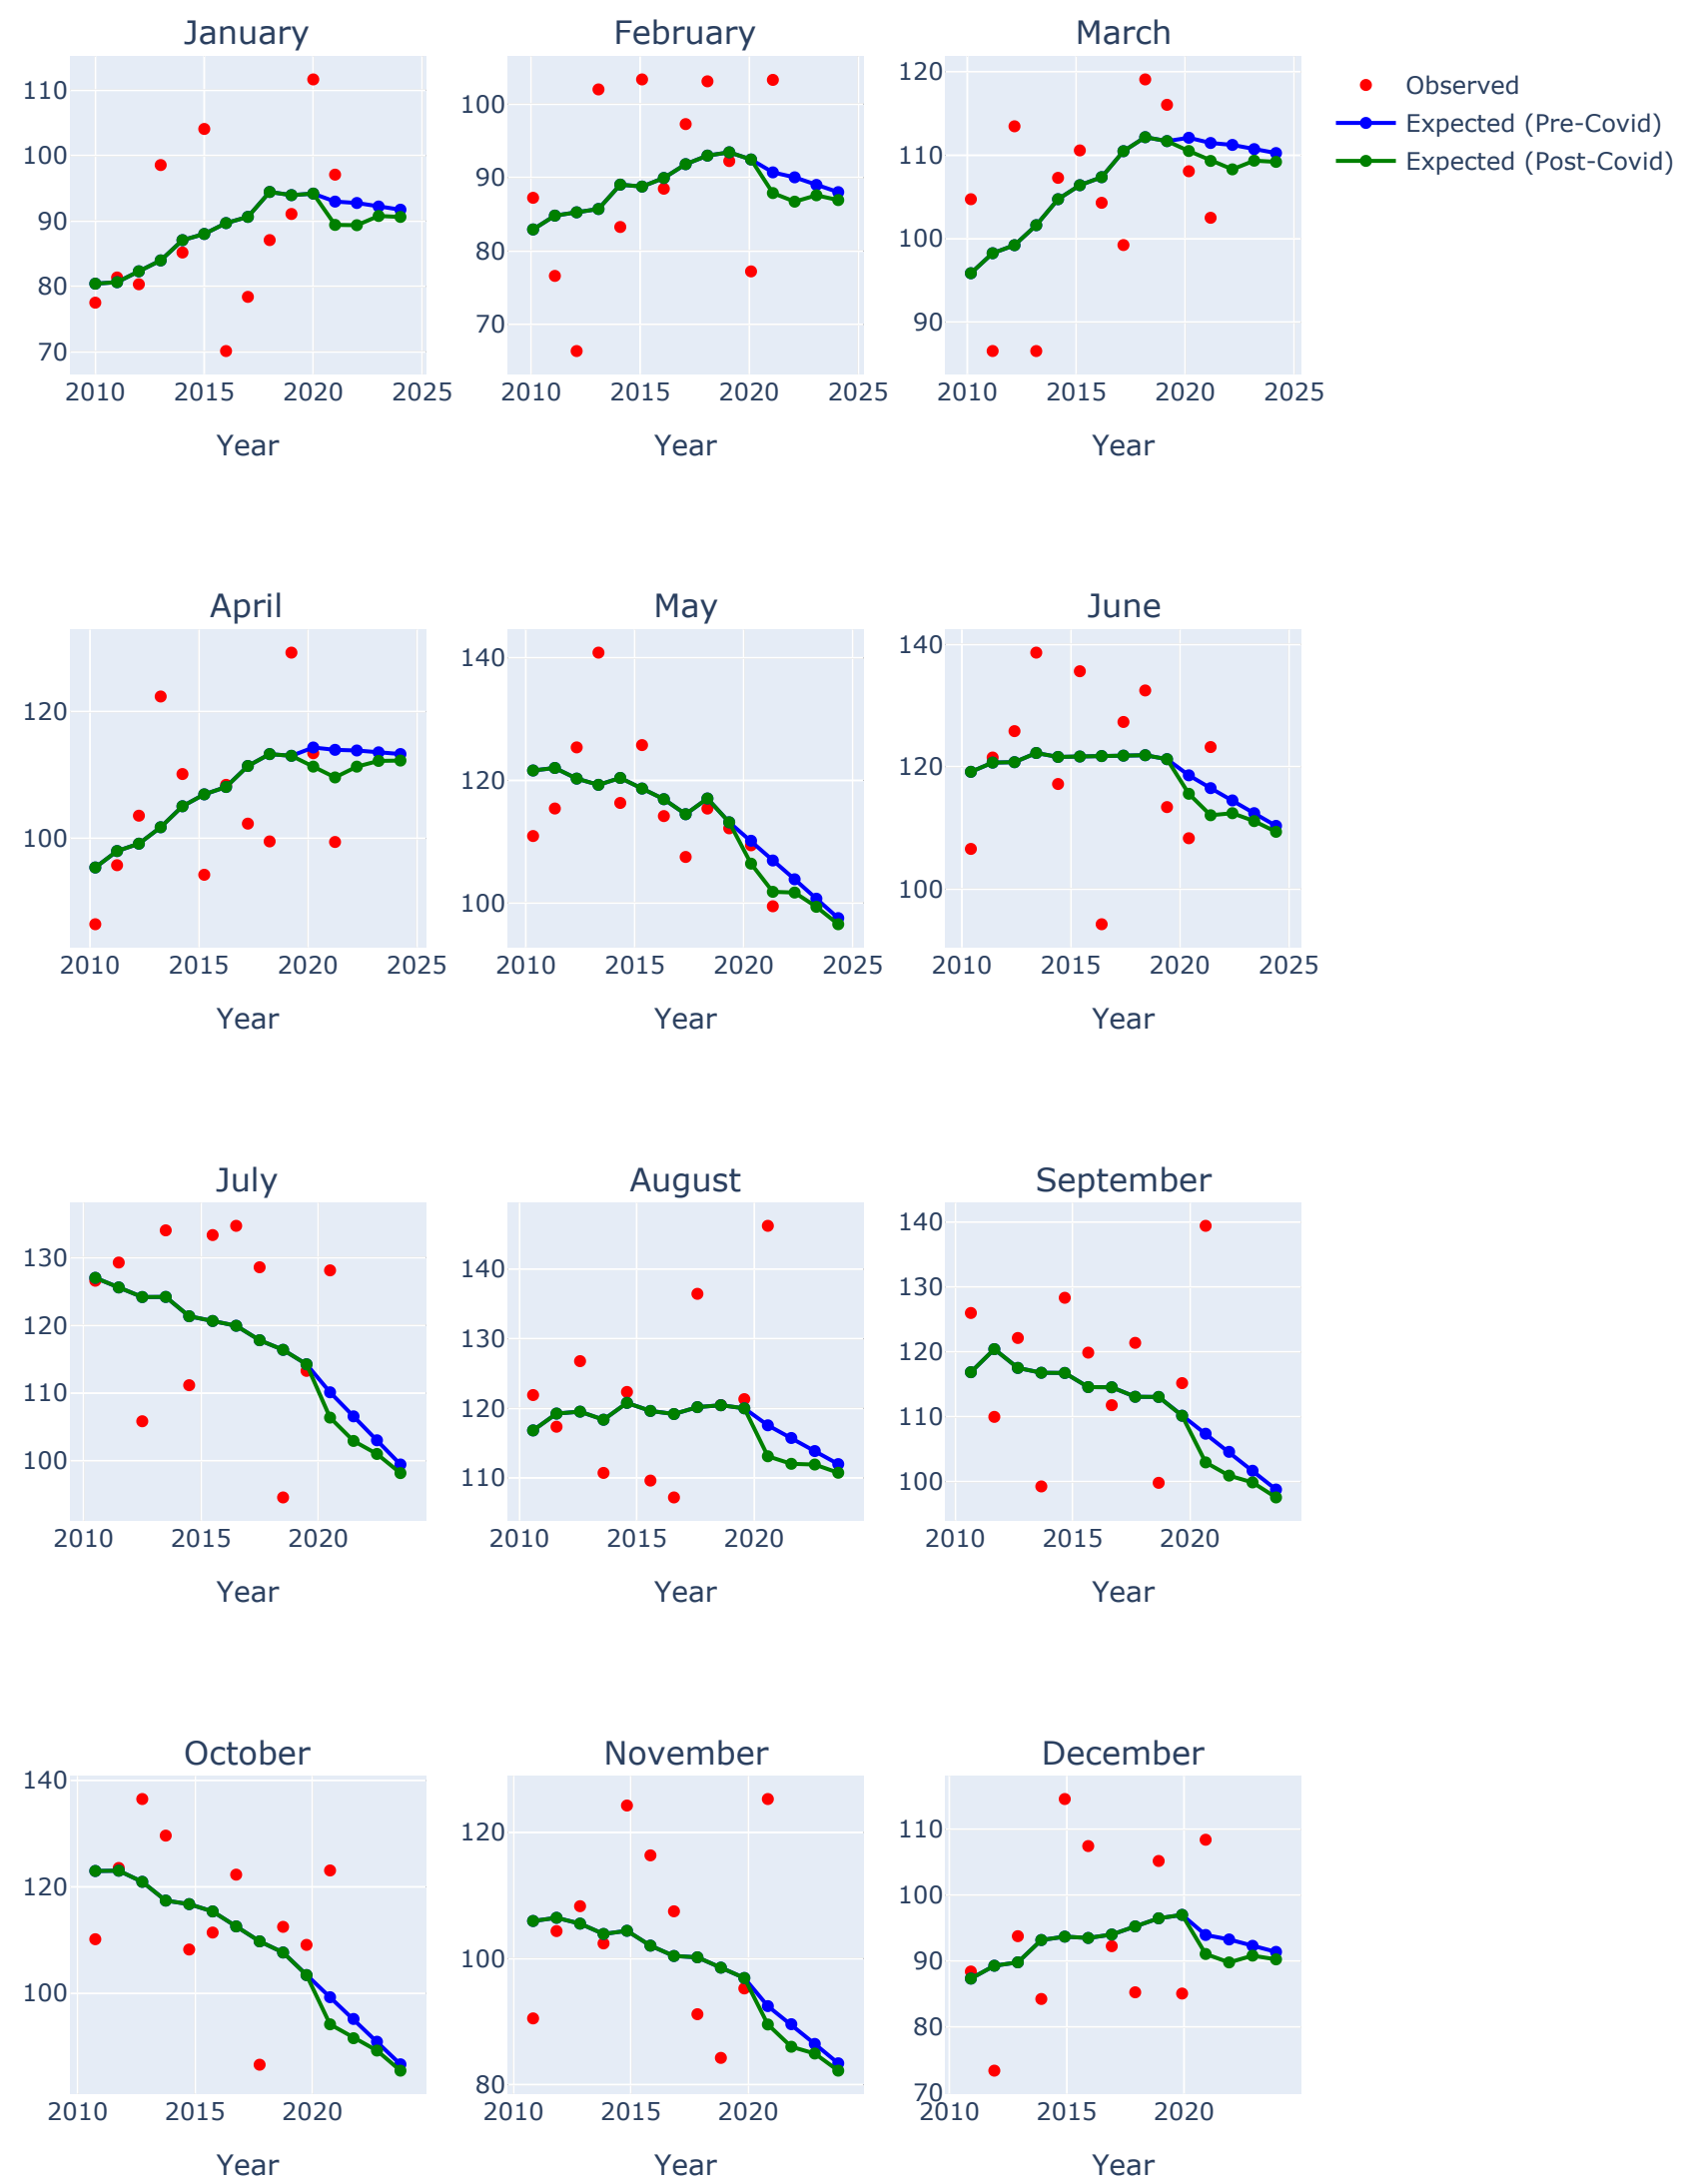 January February March
110
100
90
80
70
2010 2015 2020 2025
Year
100
90
80
70
2010 2015 2020 2025
Year
120
110
100
90
2010 2015 2020 2025
Year
Observed
Expected (Pre-Covid)
Expected (Post-Covid)
April May June
120
100
2010 2015 2020 2025
Year
140
120
100
2010 2015 2020 2025
Year
140
120
100
2010 2015 2020 2025
Year
July August September
130
120
110
100
2010 2015 2020
Year
140
130
120
110
2010 2015 2020
Year
140
130
120
110
100
2010 2015 2020
Year
October November December
140
120
100
2010 2015 2020
Year
120
100
80
2010 2015 2020
Year
110
100
90
80
70
2010 2015 2020
Year